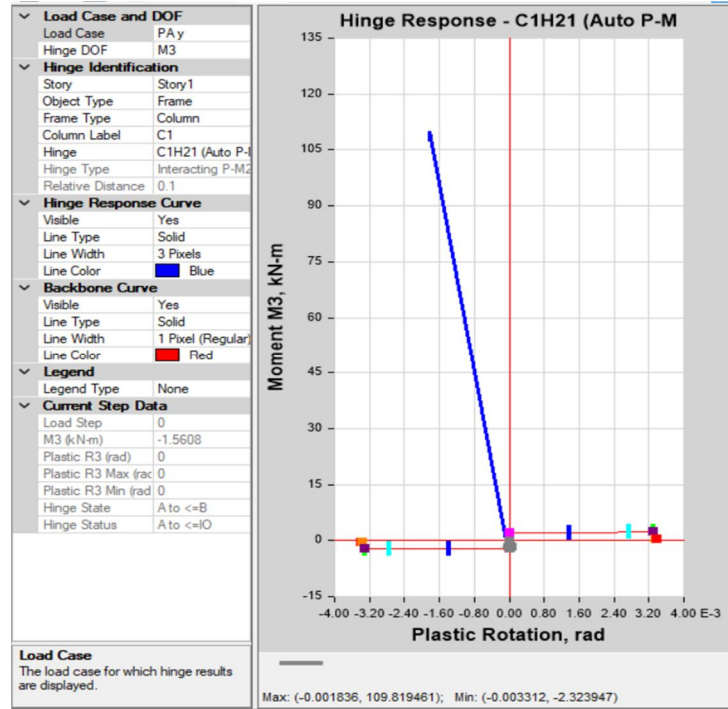 Load Case and DOF
Load Case PA y
Hinge DOF M3
Hinge Identification
Story Story1
Object Type Frame
Frame Type Column
Column Label C1
Hinge C1H21 (Auto P-
Hinge Type Interacting P-M2
Relative Distance 0.1
Hinge Response Curve
Visible Yes
Line Type Solid
Line Width 3 Pixels
Line Color Blue
Backbone Curve
Visible Yes
Line Type Solid
Line Width 1 Pixel (Regular)
Line Color Red
Legend
Legend Type None
Current Step Data
Load Step 0
M3 (kN-m) -1.5608
Plastic R3 (rad) 0
Plastic R3 Max (rac 0
Plastic R3 Min (rad 0
Hinge State A to <=B
Hinge Status A to <=IO
Load Case
The load case for which hinge results
are displayed.
Hinge Response - C1H21 (Auto P-M
135
120
105
90
75
60
45
30
15
0
-15
Moment M3, kN-m
-4.00 -3.20 -2.40 -1.60 -0.80 0.00 0.80 1.60 2.40 3.20 4.00 E-3
Plastic Rotation, rad
Max: (-0.001836, 109.819461); Min: (-0.003312, -2.323947)